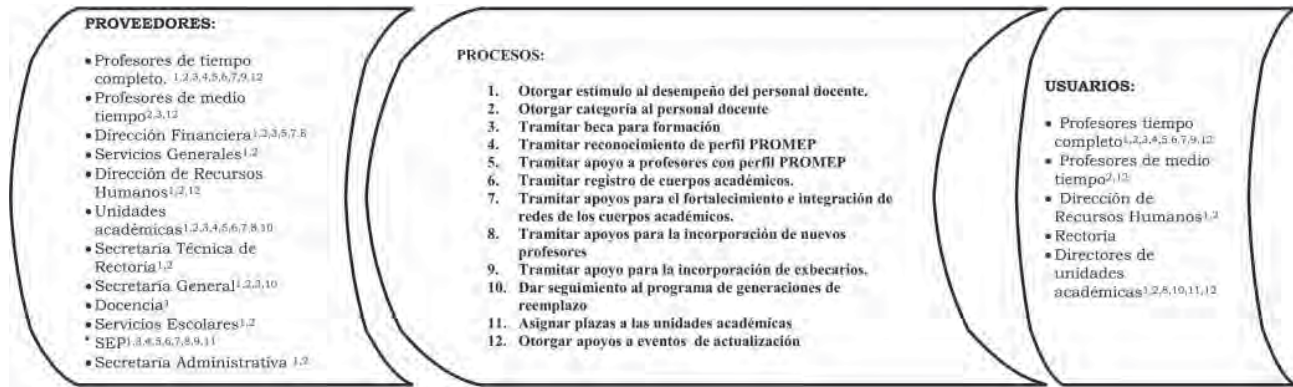 PROVEEDORES:
• Profesores de tiempo
completo. 1,2,3,4,5,6,7,9,12
• Profesores de medio
tiempo2,3,12
• Dirección Financiera1,2,3,5,7,8
• Servicios Generales1,2
• Dirección de Recursos
Humanos1,2,12
• Unidades
académicas1,2,3,4,5,6,7,8,10
• Secretaría Técnica de
Rectoría1,2
• Secretaría General1,2,3,10
• Docencia1
• Servicios Escolares1,2
• SEP1,3,4,5,6,7,8,9,11
• Secretaría Administrativa 1,2
PROCESOS:
1. Otorgar estímulo al desempeño del personal docente.
2. Otorgar categoría al personal docente
3. Tramitar beca para formación
4. Tramitar reconocimiento de perfil PROMEP
5. Tramitar apoyo a profesores con perfil PROMEP
6. Tramitar registro de cuerpos académicos.
7. Tramitar apoyos para el fortalecimiento e integración de
redes de los cuerpos académicos.
8. Tramitar apoyos para la incorporación de nuevos
profesores
9. Tramitar apoyo para la incorporación de exbecarios.
10. Dar seguimiento al programa de generaciones de
reemplazo
11. Asignar plazas a las unidades académicas
12. Otorgar apoyos a eventos de actualización
USUARIOS:
• Profesores tiempo
completo1,2,3,4,5,6,7,9,12
• Profesores de medio
tiempo2,12
• Dirección de
Recursos Humanos1,2
• Rectoría
• Directores de
unidades
académicas1,2,8,10,11,12